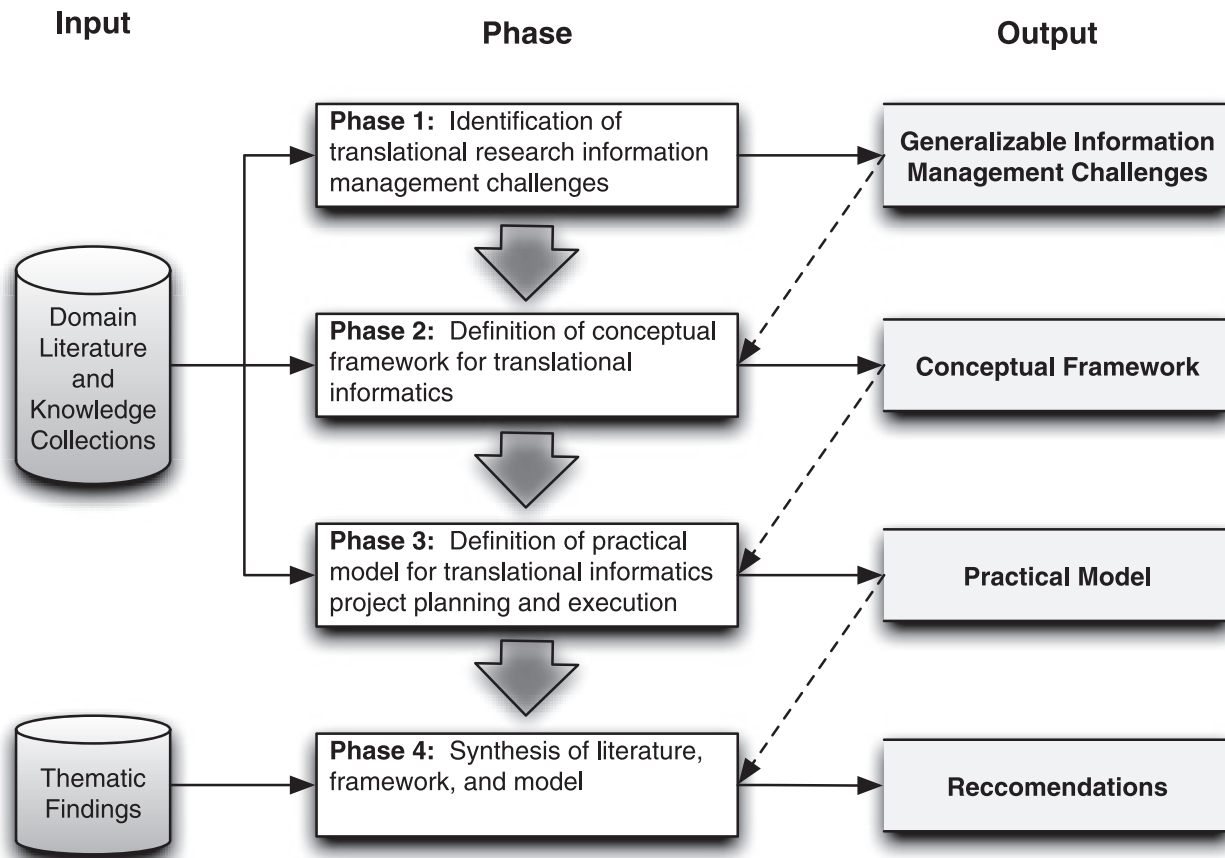 Input
Phase
Output
Phase 1: Identification of
translational research information
management challenges
Generalizable Information
Management Challenges
Domain
Literature
and
Knowledge
Collections
Phase 2: Definition of conceptual
framework for translational
informatics
Conceptual Framework
Phase 3: Definition of practical
model for translational informatics
project planning and execution
Practical Model
Thematic
Findings
Phase 4: Synthesis of literature,
framework, and model
Reccomendations